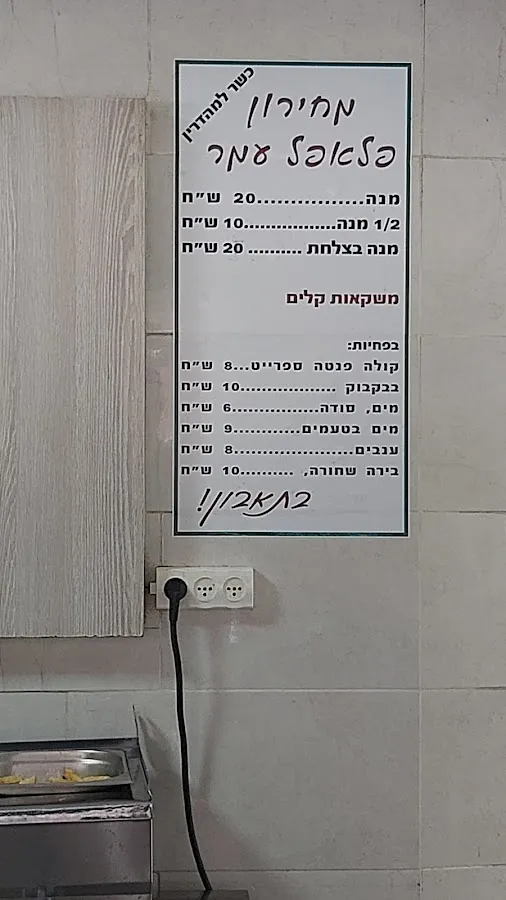 כשר למהדרין
מחירון
פלאפל עמר
מנה................20 ש״ח
1/2 מנה.................10 ש״ח
מנה בצלחת .......... 20 ש״ח
משקאות קלים
בפחיות:
קולה פנטה ספרייט...8 ש״ח
בבקבוק ................10 ש״ח
מים, סודה...............6 ש״ח
מים בטעמים............9 ש״ח
ענבים.....................8 ש״ח
בירה שחורה, ..........10 ש״ח
בתאבון!